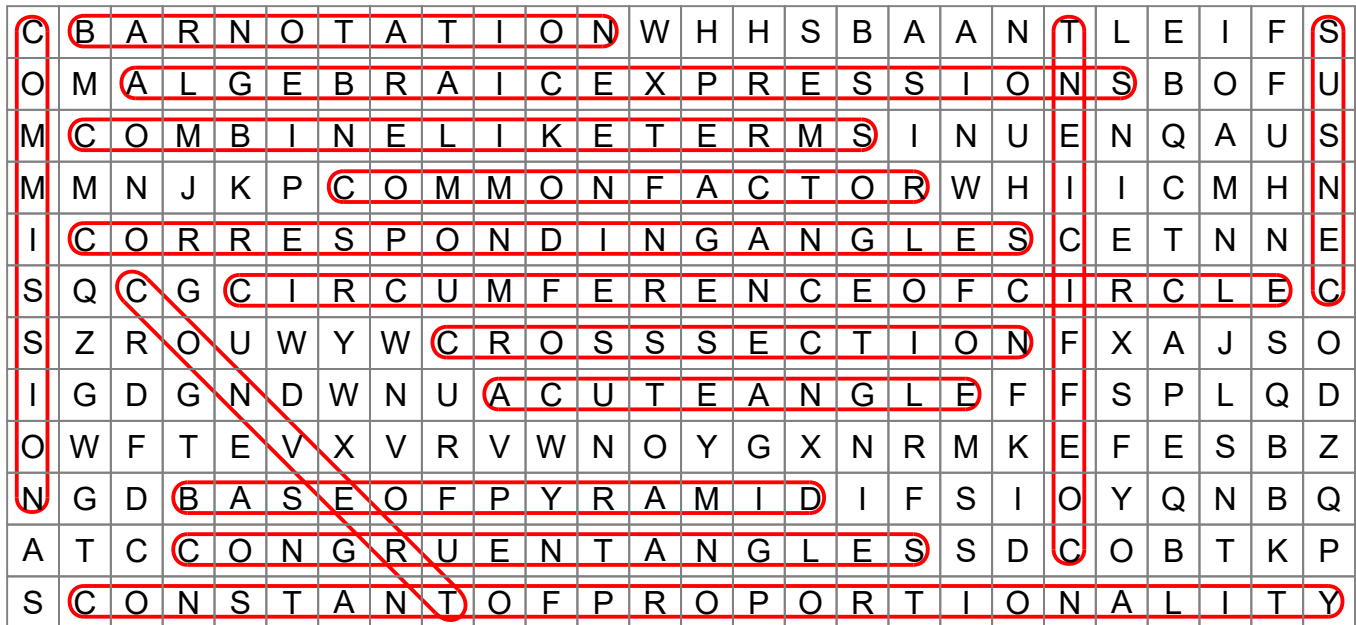 C B A R N O T A T I O N W H H S B A A N T L E I F S
O M A L G E B R A I C E X P R E S S I O N S B O F U
M C O M B I N E L I K E T E R M S I N U E N Q A U S
M M N J K P C O M M O N F A C T O R W H I I C M H N
I C O R R E S P O N D I N G A N G L E S C E T N N E
S Q C G C I R C U M F E R E N C E O F C I R C L E C
S Z R O U W Y W C R O S S S E C T I O N F X A J S O
I G D G N D W N U A C U T E A N G L E F F S P L Q D
O W F T E V X V R V W N O Y G X N R M K E F E S B Z
N G D B A S E O F P Y R A M I D I F S I O Y Q N B Q
A T C C O N G R U E N T A N G L E S S D C O B T K P
S C O N S T A N T O F P R O P O R T I O N A L I T Y